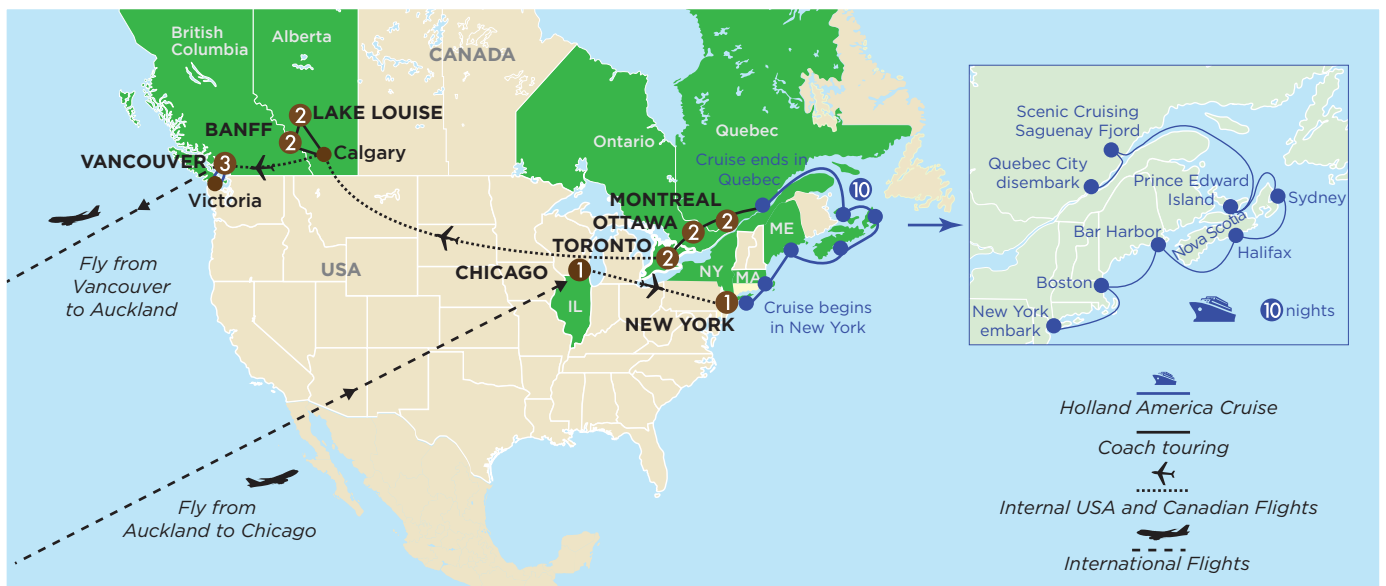 British
Columbia
Alberta
CANADA
2
LAKE LOUISE
BANFF
2
VANCOUVER
3
Calgary
Victoria
Fly from
Vancouver
to Auckland
USA
Ontario
Quebec
Cruise ends in
Quebec
10
MONTREAL
2
OTTAWA
2
TORONTO
2
ME
NY
MA
CHICAGO
1
IL
1
NEW YORK
Cruise begins
in New York
Fly from
Auckland to Chicago
Scenic Cruising
Saguenay Fjord
Quebec City
disembark
Prince Edward
Island
Sydney
Nova Scotia
Bar Harbor
Halifax
Boston
New York
embark
10 nights
Holland America Cruise
Coach touring
Internal USA and Canadian Flights
International Flights